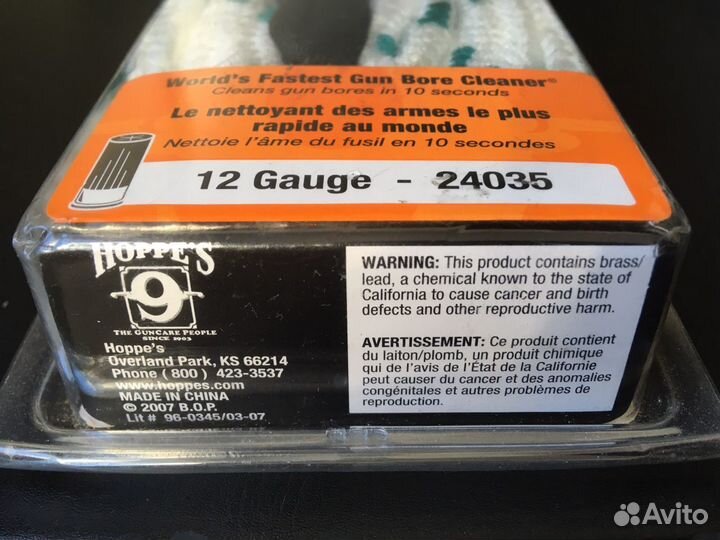 World's Fastest Gun Bore Cleaner®
Cleans gun bores in 10 seconds
Le nettoyant des armes le plus
rapide au monde
Nettoie l'âme du fusil en 10 secondes
12 Gauge - 24035
HOPPE'S
9
THE GUNCARE PEOPLE
SINCE 1903
Hoppe's
Overland Park, KS 66214
Phone (800) 423-3537
www.hoppes.com
MADE IN CHINA
© 2007 B.O.P.
Lit # 96-0345/03-07
WARNING: This product contains brass/
lead, a chemical known to the state of
California to cause cancer and birth
defects and other reproductive harm.
AVERTISSEMENT: Ce produit contient
du laiton/plomb, un produit chimique
qui de l'avis de l'État de la Californie
peut causer du cancer et des anomalies
congénitales et autres problèmes de
reproduction.
Avito